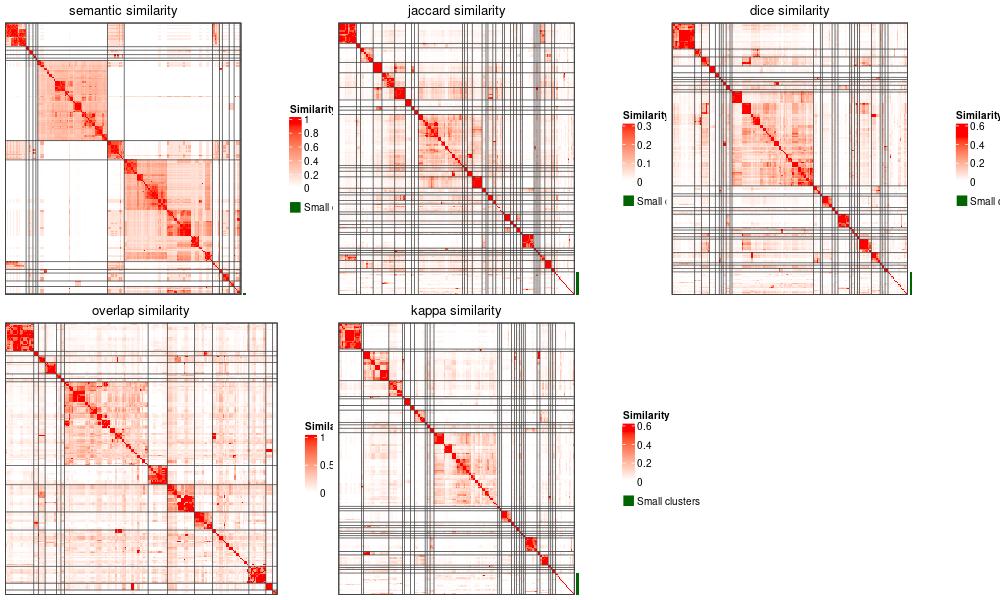 semantic similarity
jaccard similarity
dice similarity
Similarity
1
0.8
0.6
0.4
0.2
0
Small
Similarity
0.3
0.2
0.1
0
Small
Similarity
0.6
0.4
0.2
0
Small
overlap similarity
kappa similarity
Simila
1
0.5
0
Similarity
0.6
0.4
0.2
0
Small clusters